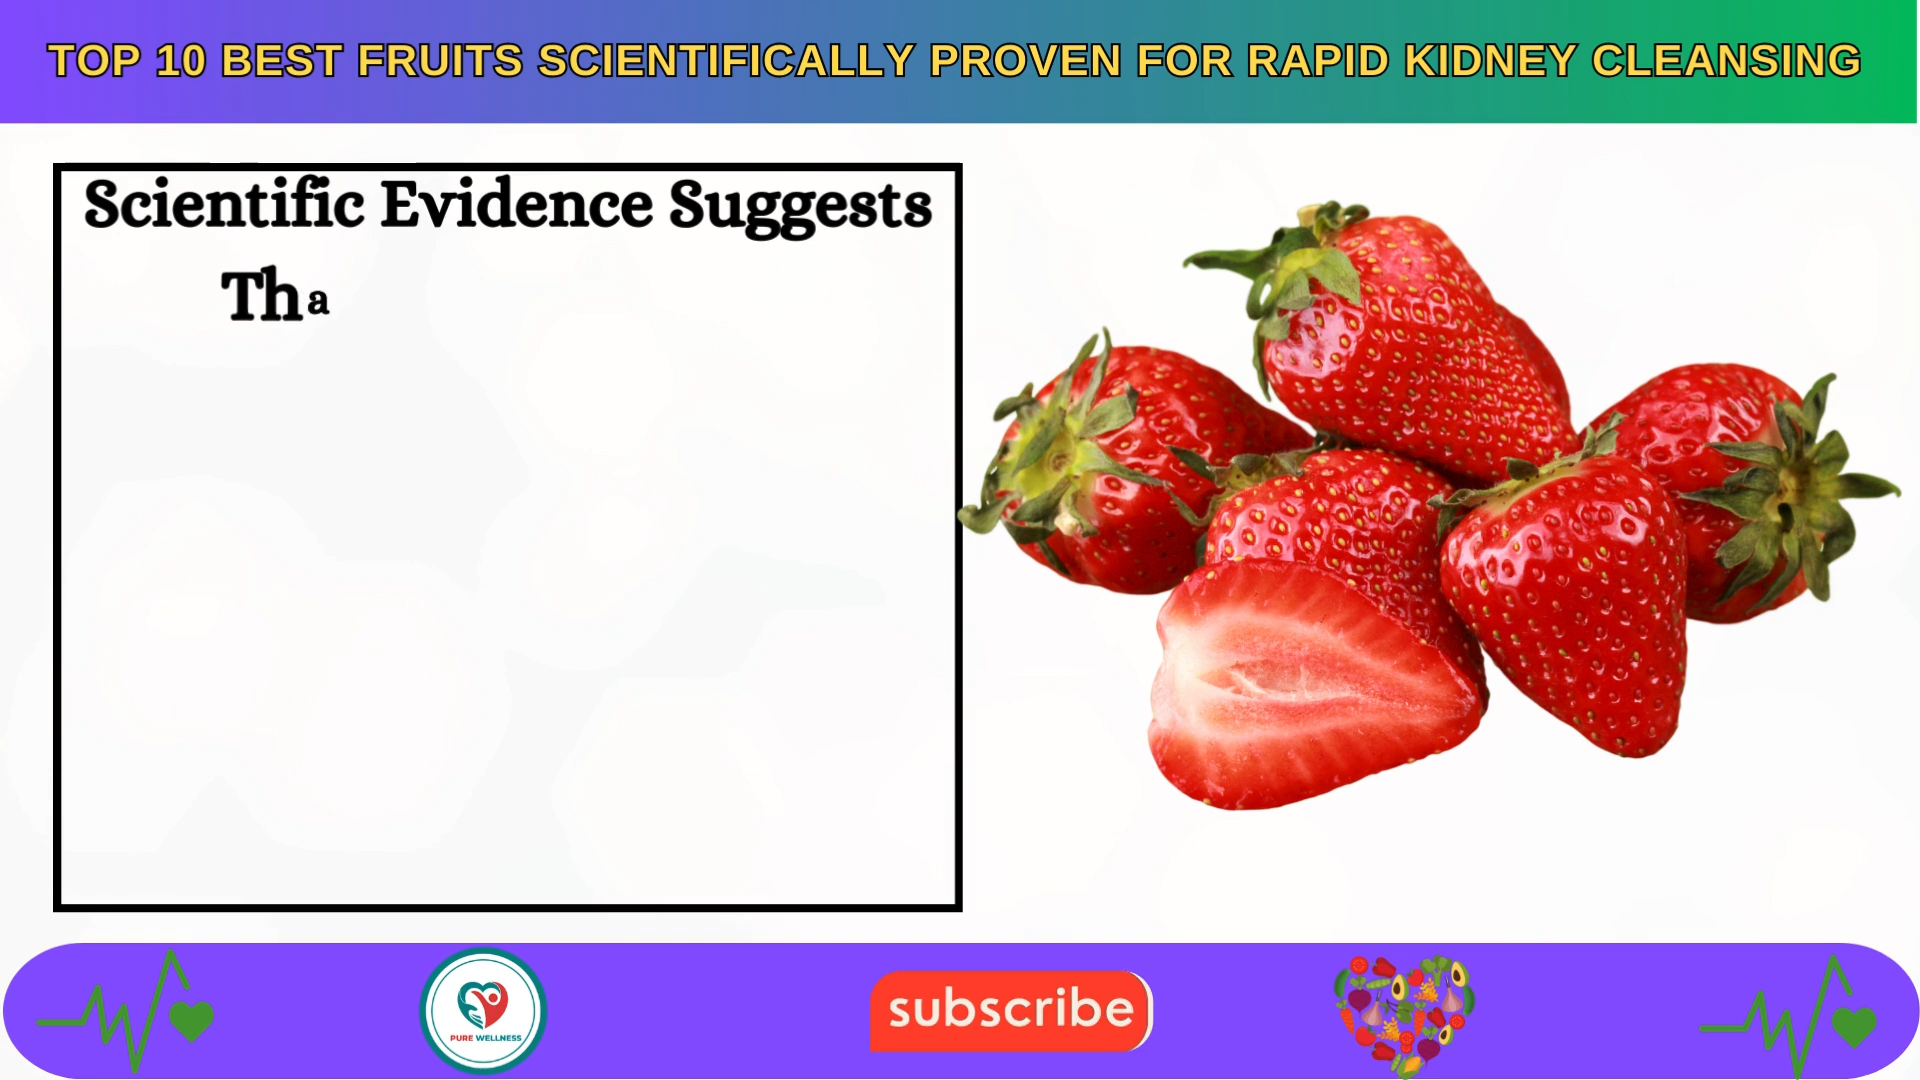 TOP 10 BEST FRUITS SCIENTIFICALLY PROVEN FOR RAPID KIDNEY CLEANSING
Scientific Evidence Suggests
Tha
PURE WELLNESS
subscribe